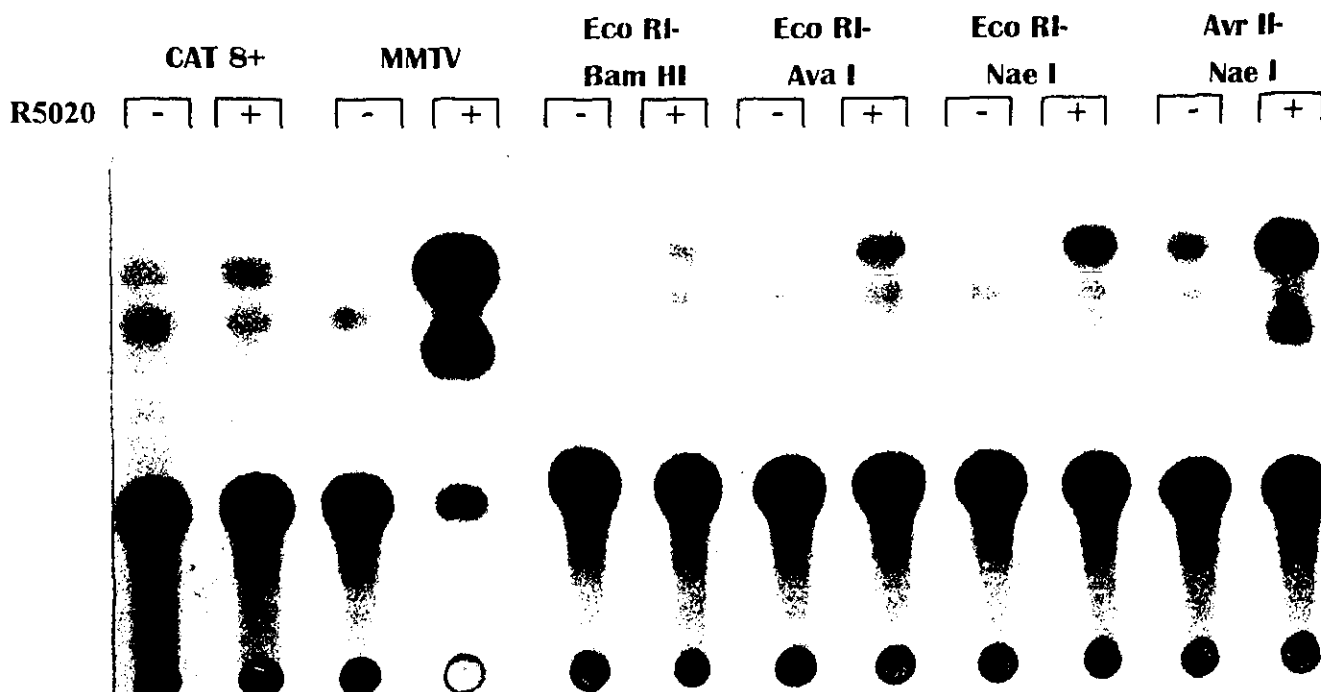 CAT 8+ MMTV Eco RI- Eco RI- Eco RI- Avr II-
Bam HI Ava I Nae I Nae I
R5020 - + - + - + - + - + - +